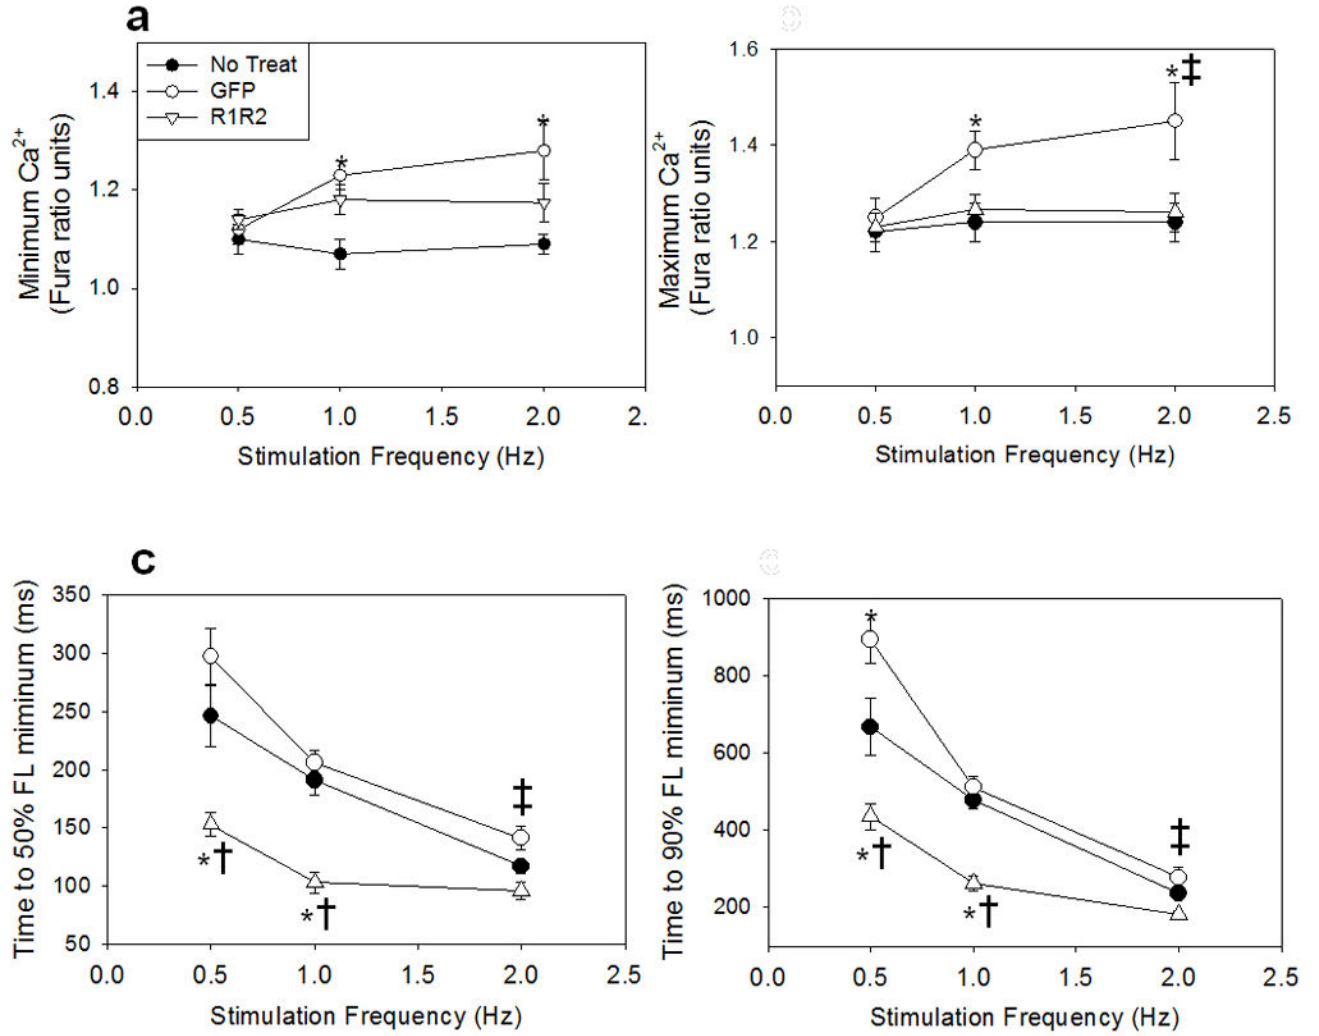 a
No Treat
GFP
R1R2
Minimum Ca2+
(Fura ratio units)
1.4
1.2
1.0
0.8
0.0 0.5 1.0 1.5 2.0 2.
Stimulation Frequency (Hz)
*
*
Maximum Ca2+
(Fura ratio units)
1.6
1.4
1.2
1.0
0.0 0.5 1.0 1.5 2.0 2.5
Stimulation Frequency (Hz)
*
*‡
c
Time to 50% FL miminum (ms)
350
300
250
200
150
100
50
0.0 0.5 1.0 1.5 2.0 2.5
Stimulation Frequency (Hz)
*†
*†
‡
Time to 90% FL miminum (ms)
1000
800
600
400
200
0.0 0.5 1.0 1.5 2.0 2.5
Stimulation Frequency (Hz)
*
*†
*†
‡